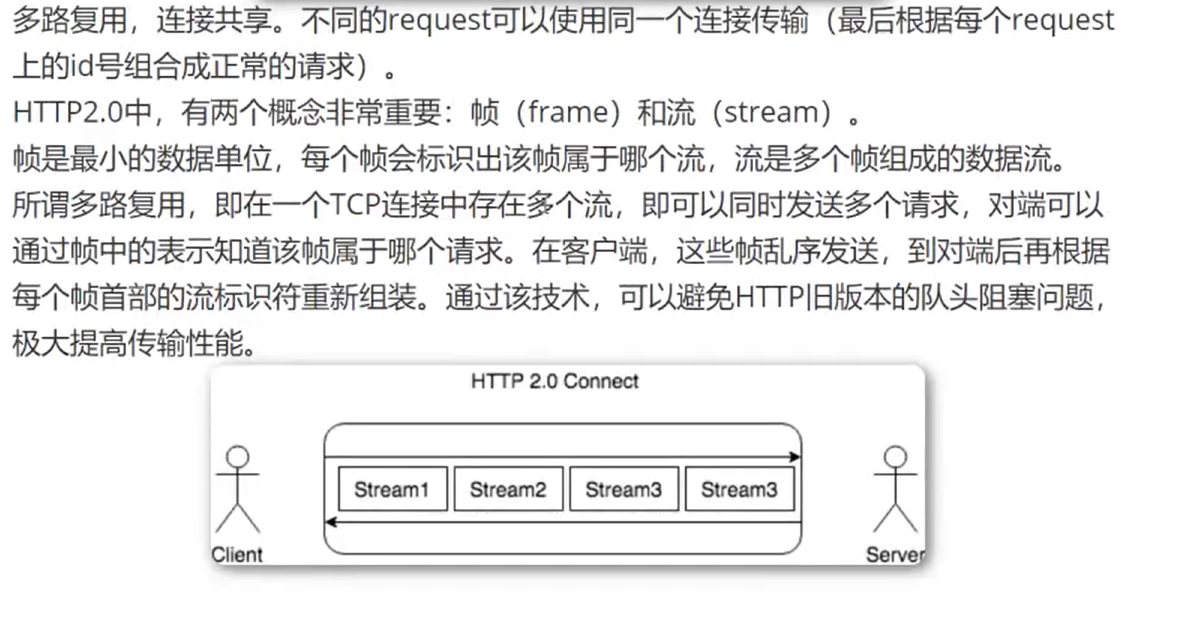 多路复用，连接共享。不同的request可以使用同一个连接传输（最后根据每个request
上的id号组合成正常的请求）。
HTTP2.0中，有两个概念非常重要：帧（frame）和流（stream）。
帧是最小的数据单位，每个帧会标识出该帧属于哪个流，流是多个帧组成的数据流。
所谓多路复用，即在一个TCP连接中存在多个流，即可以同时发送多个请求，对端可以
通过帧中的表示知道该帧属于哪个请求。在客户端，这些帧乱序发送，到对端后再根据
每个帧首部的流标识符重新组装。通过该技术，可以避免HTTP旧版本的队头阻塞问题，
极大提高传输性能。
HTTP 2.0 Connect
Stream1 Stream2 Stream3 Stream3
Client Server